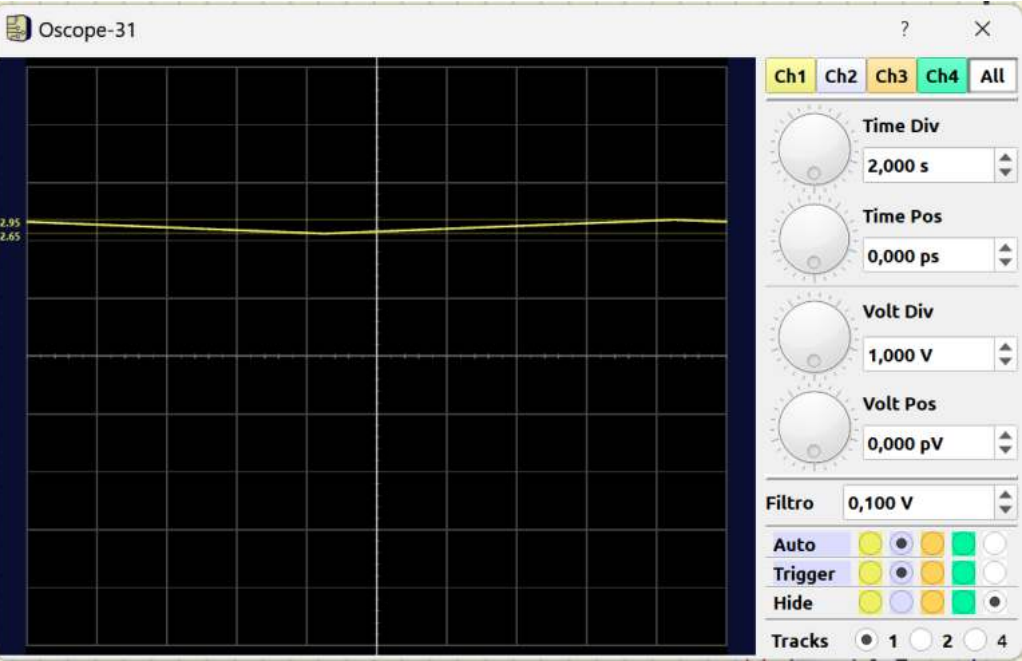 Oscope-31
?
Ch1 Ch2 Ch3 Ch4 All
Time Div
2,000 s
Time Pos
0,000 ps
2.95
2.65
Volt Div
1,000 V
Volt Pos
0,000 pV
Filtro 0,100 V
Auto
Trigger
Hide
Tracks 1 2 4